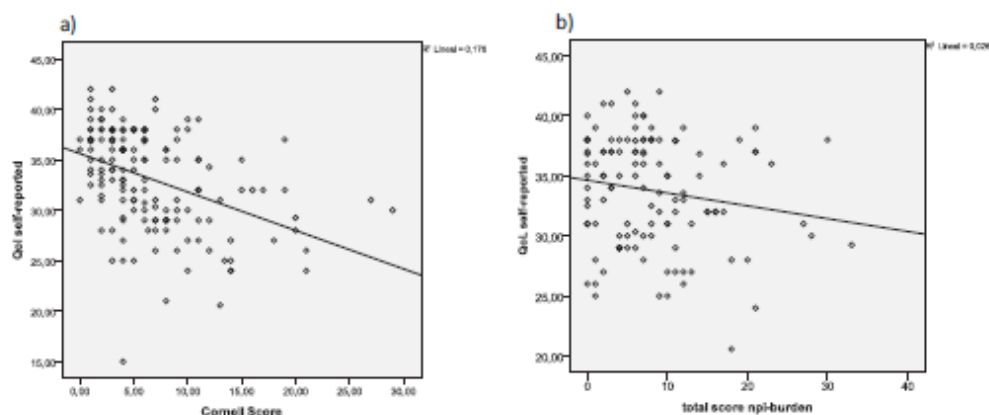 a)
R² Lineal = 0,176
45,00
40,00
35,00
30,00
25,00
20,00
15,00
Qol self-reported
0,00 5,00 10,00 15,00 20,00 25,00 30,00
Cornell Score
b)
R² Lineal = 0,026
45,00
40,00
35,00
30,00
25,00
20,00
QoL self-reported
0 10 20 30 40
total score npi-burden